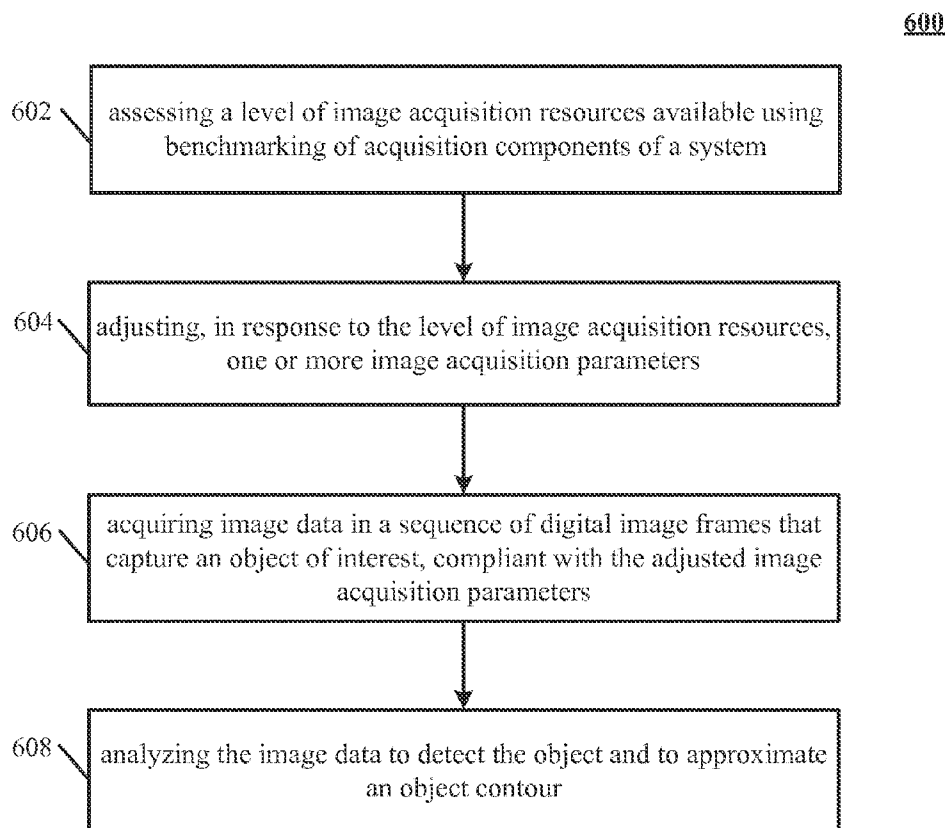 600
602
assessing a level of image acquisition resources available using
benchmarking of acquisition components of a system
604
adjusting, in response to the level of image acquisition resources,
one or more image acquisition parameters
606
acquiring image data in a sequence of digital image frames that
capture an object of interest, compliant with the adjusted image
acquisition parameters
608
analyzing the image data to detect the object and to approximate
an object contour